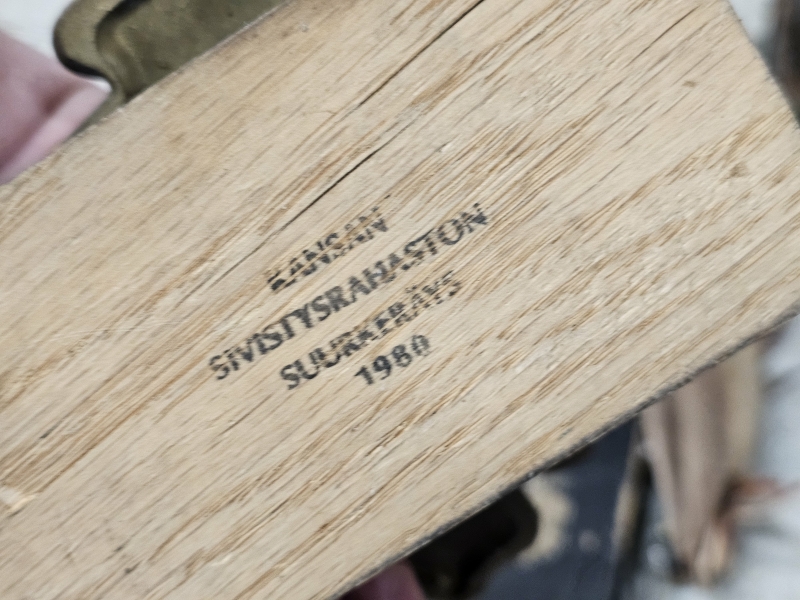 KANSAN
SIVISTYSRAHASTON
SUURKERÄYS
1980